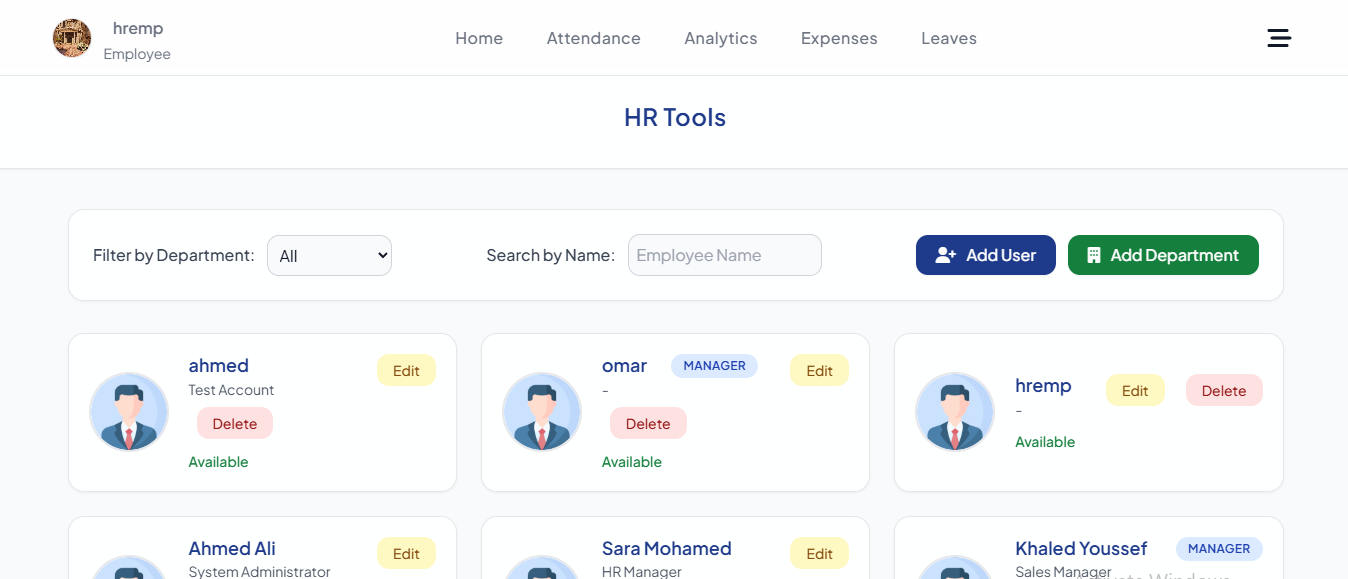 hremp
Employee
Home Attendance Analytics Expenses Leaves
HR Tools
Filter by Department: All Search by Name: Employee Name Add User Add Department
ahmed Edit
Test Account
Delete
Available
omar MANAGER Edit
-
Delete
Available
hremp Edit Delete
-
Available
Ahmed Ali Edit
System Administrator
Sara Mohamed Edit
HR Manager
Khaled Youssef MANAGER
Sales Manager
Windows